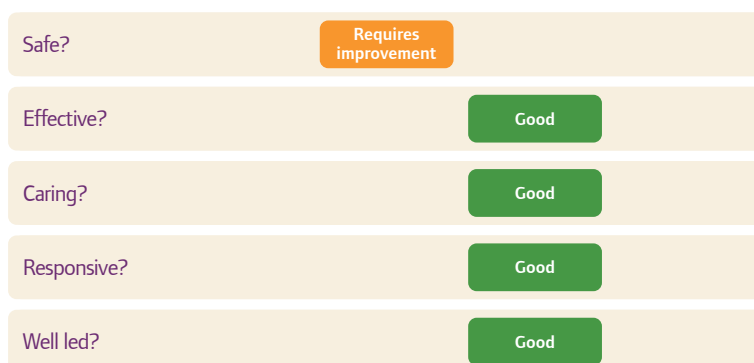 Safe?
Requires
improvement
Effective?
Good
Caring?
Good
Responsive?
Good
Well led?
Good